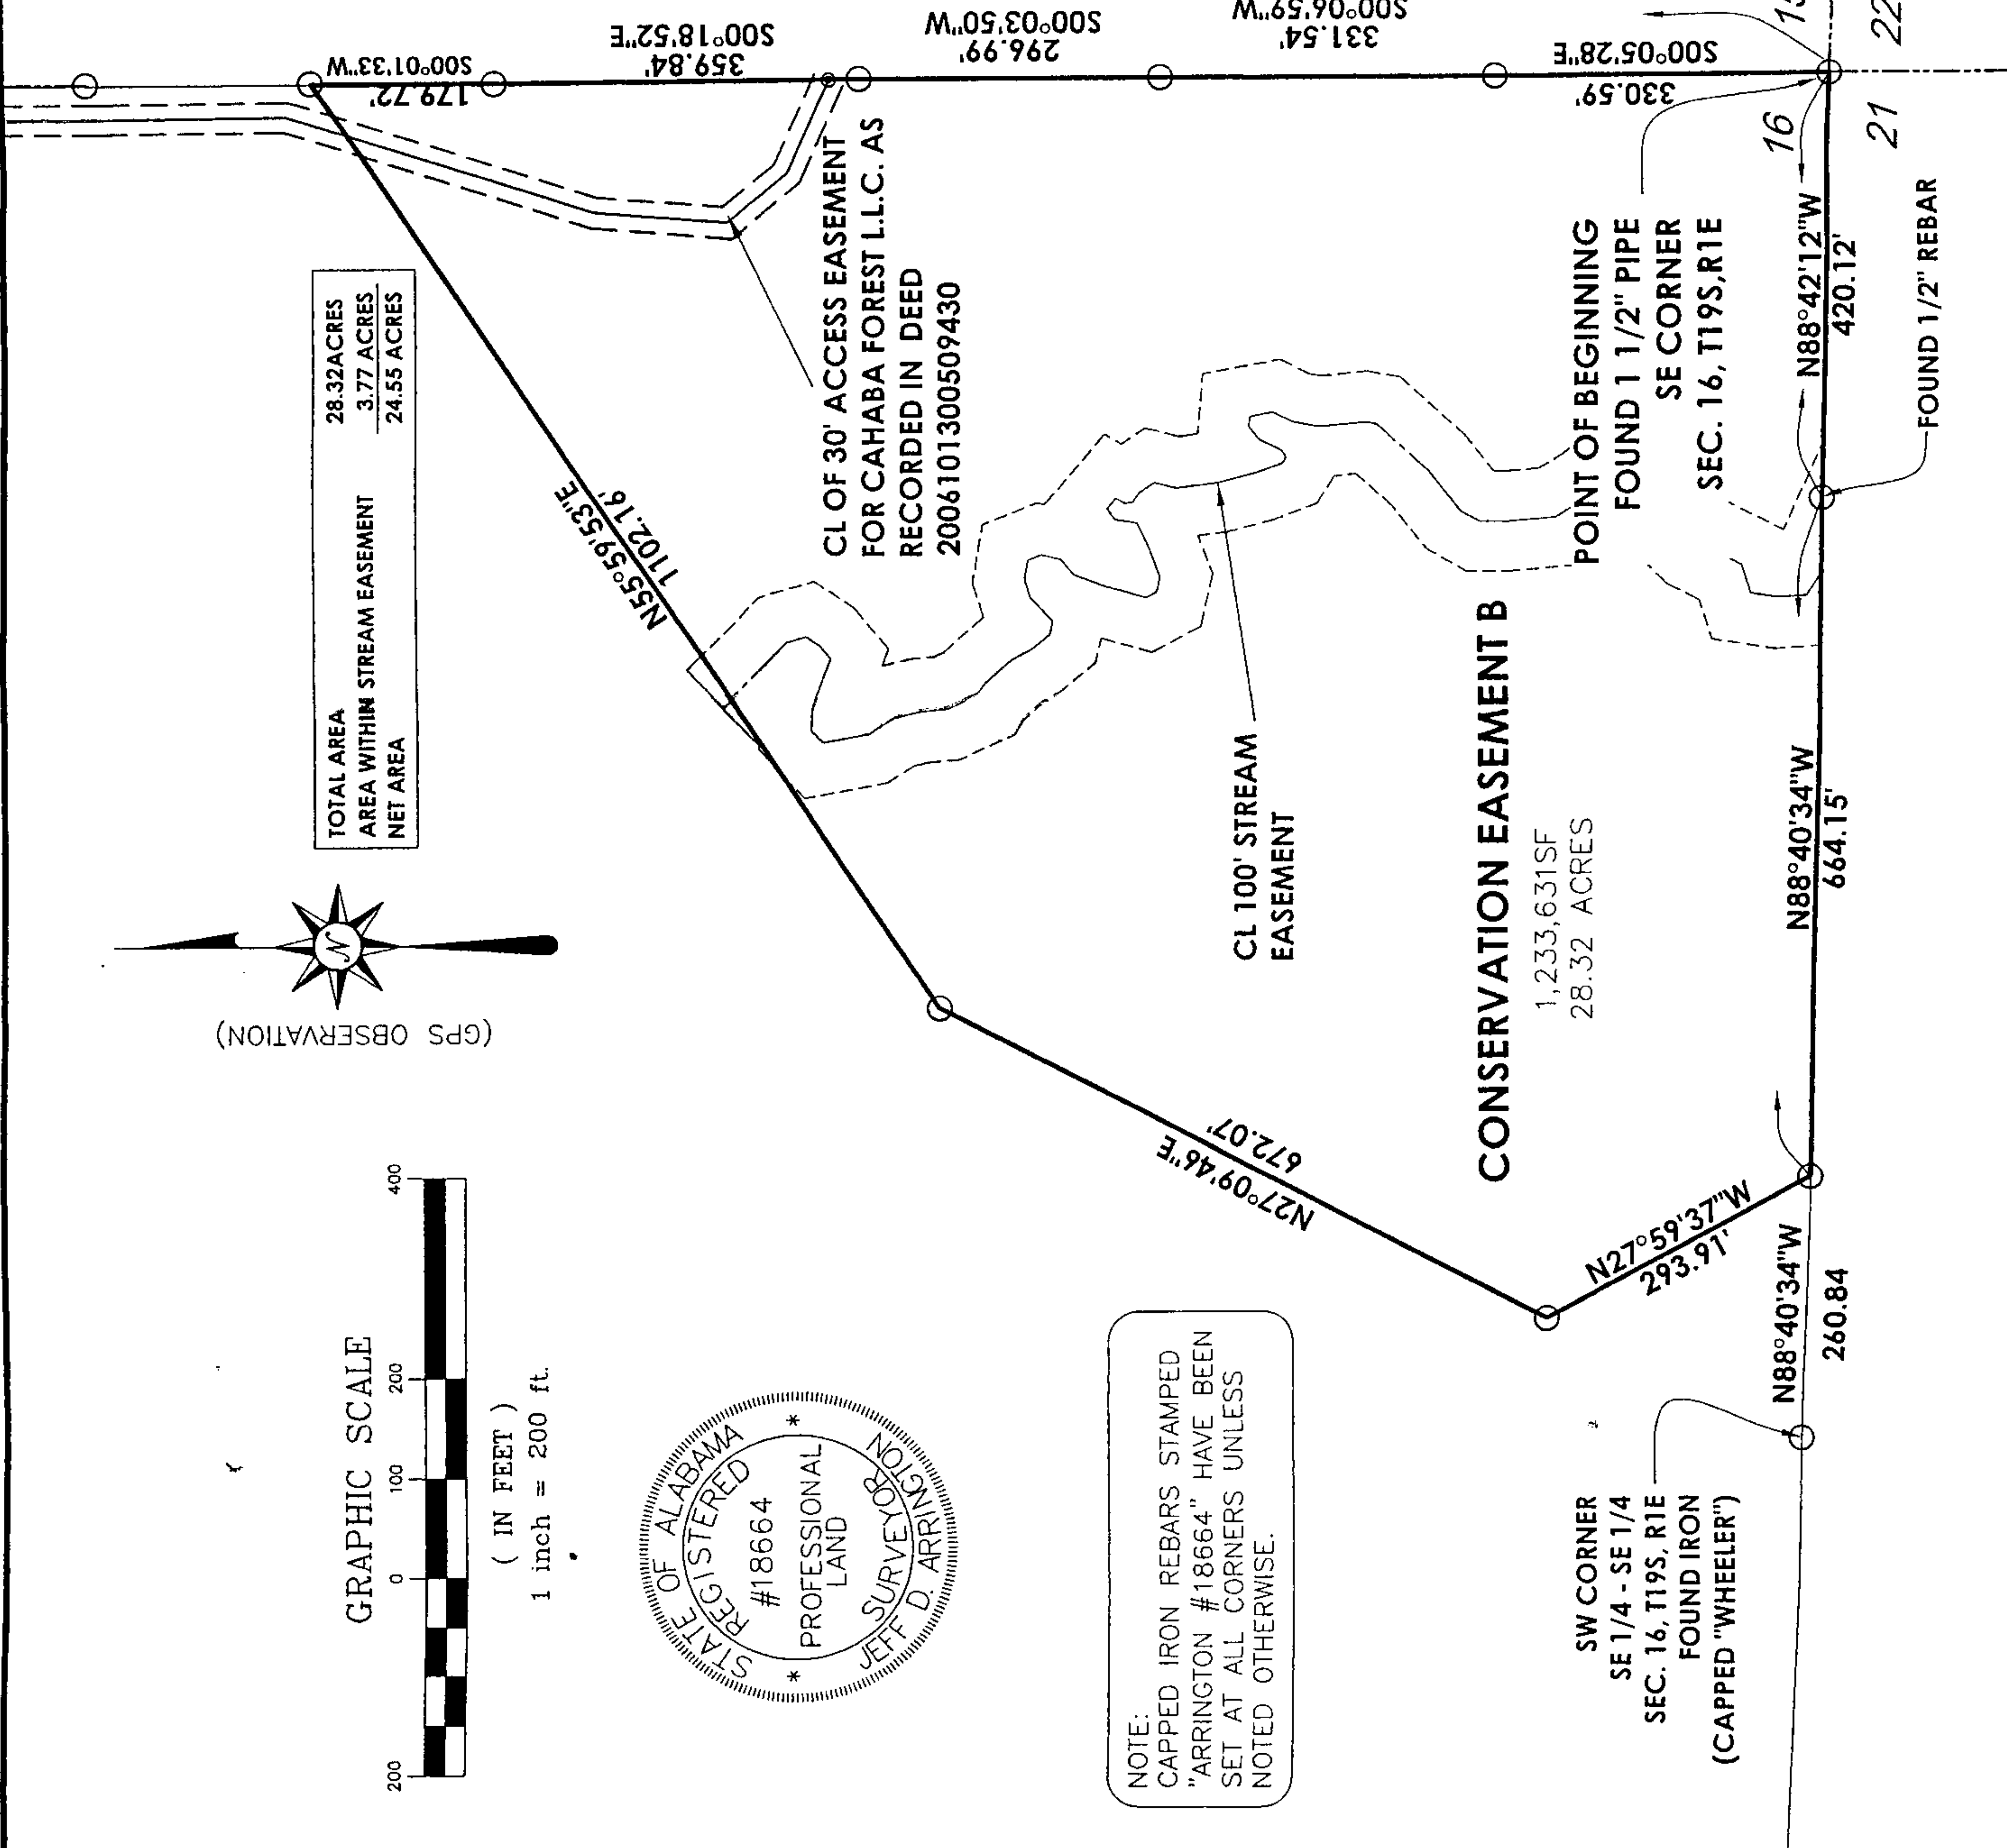 S00°01'33"W
179.72'
S00°18'52"E
359.84'
S00°03'50"W
296.99'
S00°06'59"W
331.54'
S00°05'28"E
330.59'
15
22
16
21
TOTAL AREA 28.32ACRES
AREA WITHIN STREAM EASEMENT 3.77 ACRES
NET AREA 24.55 ACRES
N
(GPS OBSERVATION)
N55°59'53"E
1102.16'
CL OF 30' ACCESS EASEMENT
FOR CAHABA FOREST L.L.C. AS
RECORDED IN DEED
20061013000509430
POINT OF BEGINNING
FOUND 1 1/2" PIPE
SE CORNER
SEC. 16, T19S,R1E
N88°42'12"W
420.12'
FOUND 1/2" REBAR
CL 100' STREAM
EASEMENT
CONSERVATION EASEMENT B
1,233,631SF
28.32 ACRES
N88°40'34"W
664.15'
N27°09'46"E
672.07'
N27°59'37"W
293.91'
N88°40'34"W
260.84
GRAPHIC SCALE
200 0 100 200 400
( IN FEET )
1 inch = 200 ft.
STATE OF ALABAMA
REGISTERED
#18664
* PROFESSIONAL *
LAND
SURVEYOR
JEFF D. ARRINGTON
NOTE:
CAPPED IRON REBARS STAMPED
"ARRINGTON #18664" HAVE BEEN
SET AT ALL CORNERS UNLESS
NOTED OTHERWISE.
SW CORNER
SE 1/4 - SE 1/4
SEC. 16, T19S, R1E
FOUND IRON
(CAPPED "WHEELER")